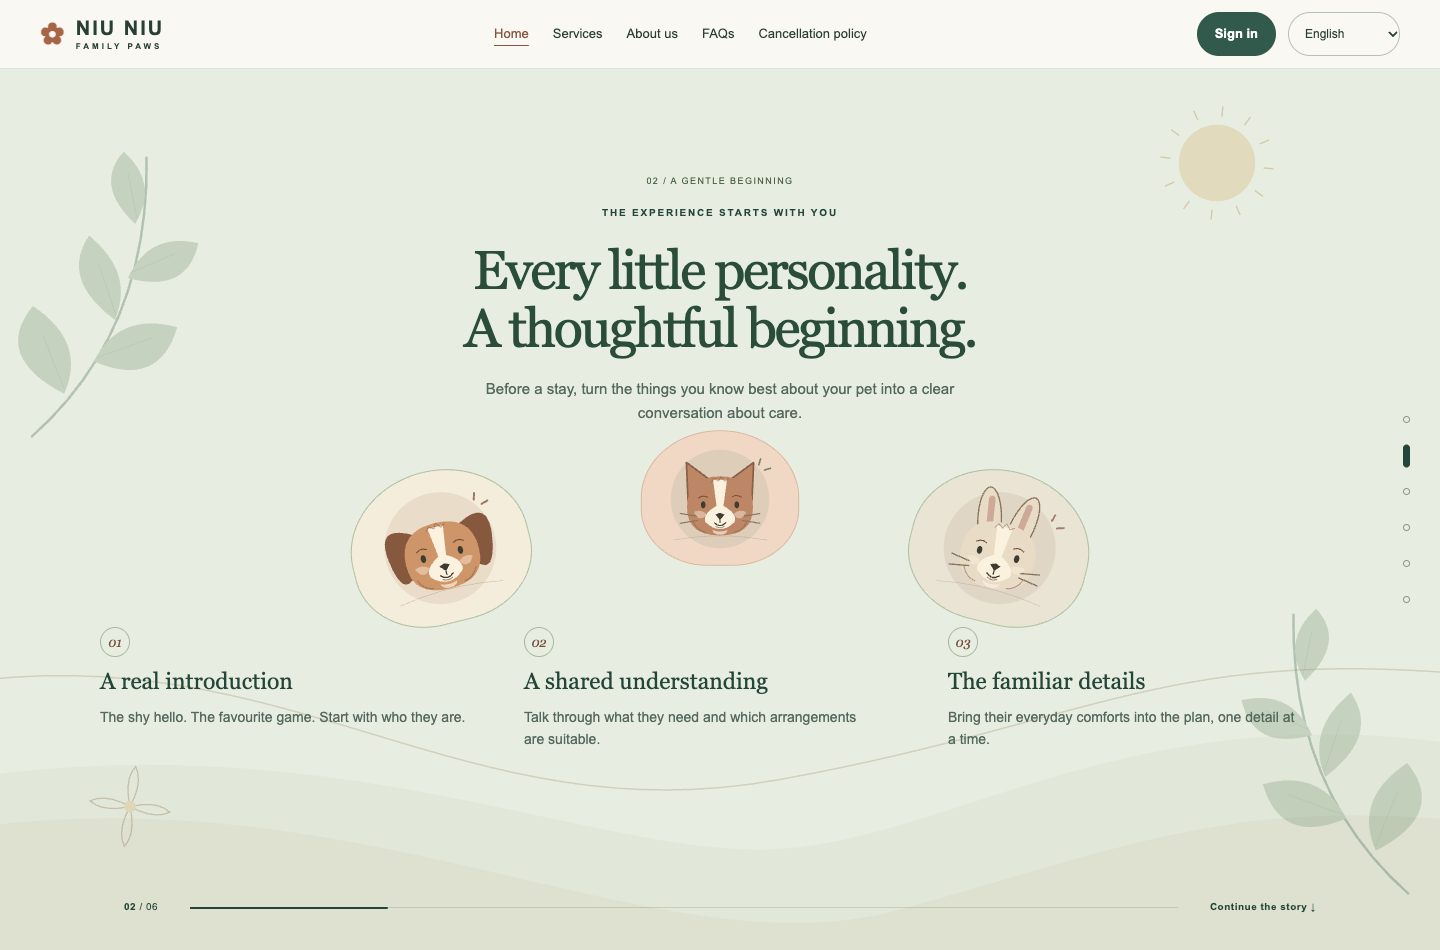 NIU NIU
FAMILY PAWS
Home
Services
About us
FAQs
Cancellation policy
Sign in
English
02 / A GENTLE BEGINNING
THE EXPERIENCE STARTS WITH YOU
Every little personality.
A thoughtful beginning.
Before a stay, turn the things you know best about your pet into a clear
conversation about care.
01
A real introduction
The shy hello. The favourite game. Start with who they are.
02
A shared understanding
Talk through what they need and which arrangements
are suitable.
03
The familiar details
Bring their everyday comforts into the plan, one detail at
a time.
02 / 06
Continue the story ↓